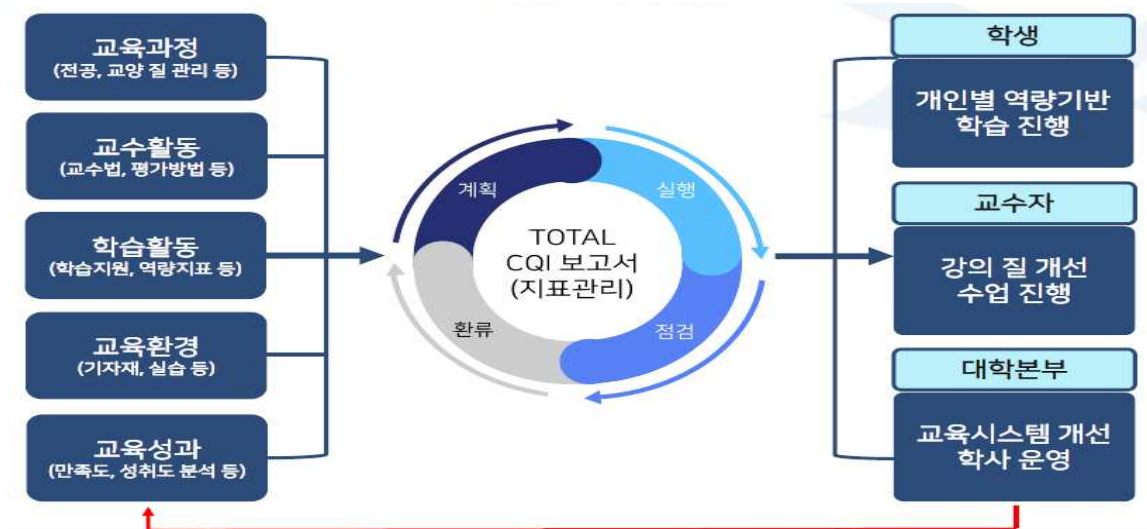 교육과정
(전공, 교양 질 관리 등)
교수활동
(교수법, 평가방법 등)
학습활동
(학습지원, 역량지표 등)
교육환경
(기자재, 실습 등)
교육성과
(만족도, 성취도 분석 등)
계획
실행
TOTAL
CQI 보고서
(지표관리)
환류
점검
학생
개인별 역량기반
학습 진행
교수자
강의 질 개선
수업 진행
대학본부
교육시스템 개선
학사 운영